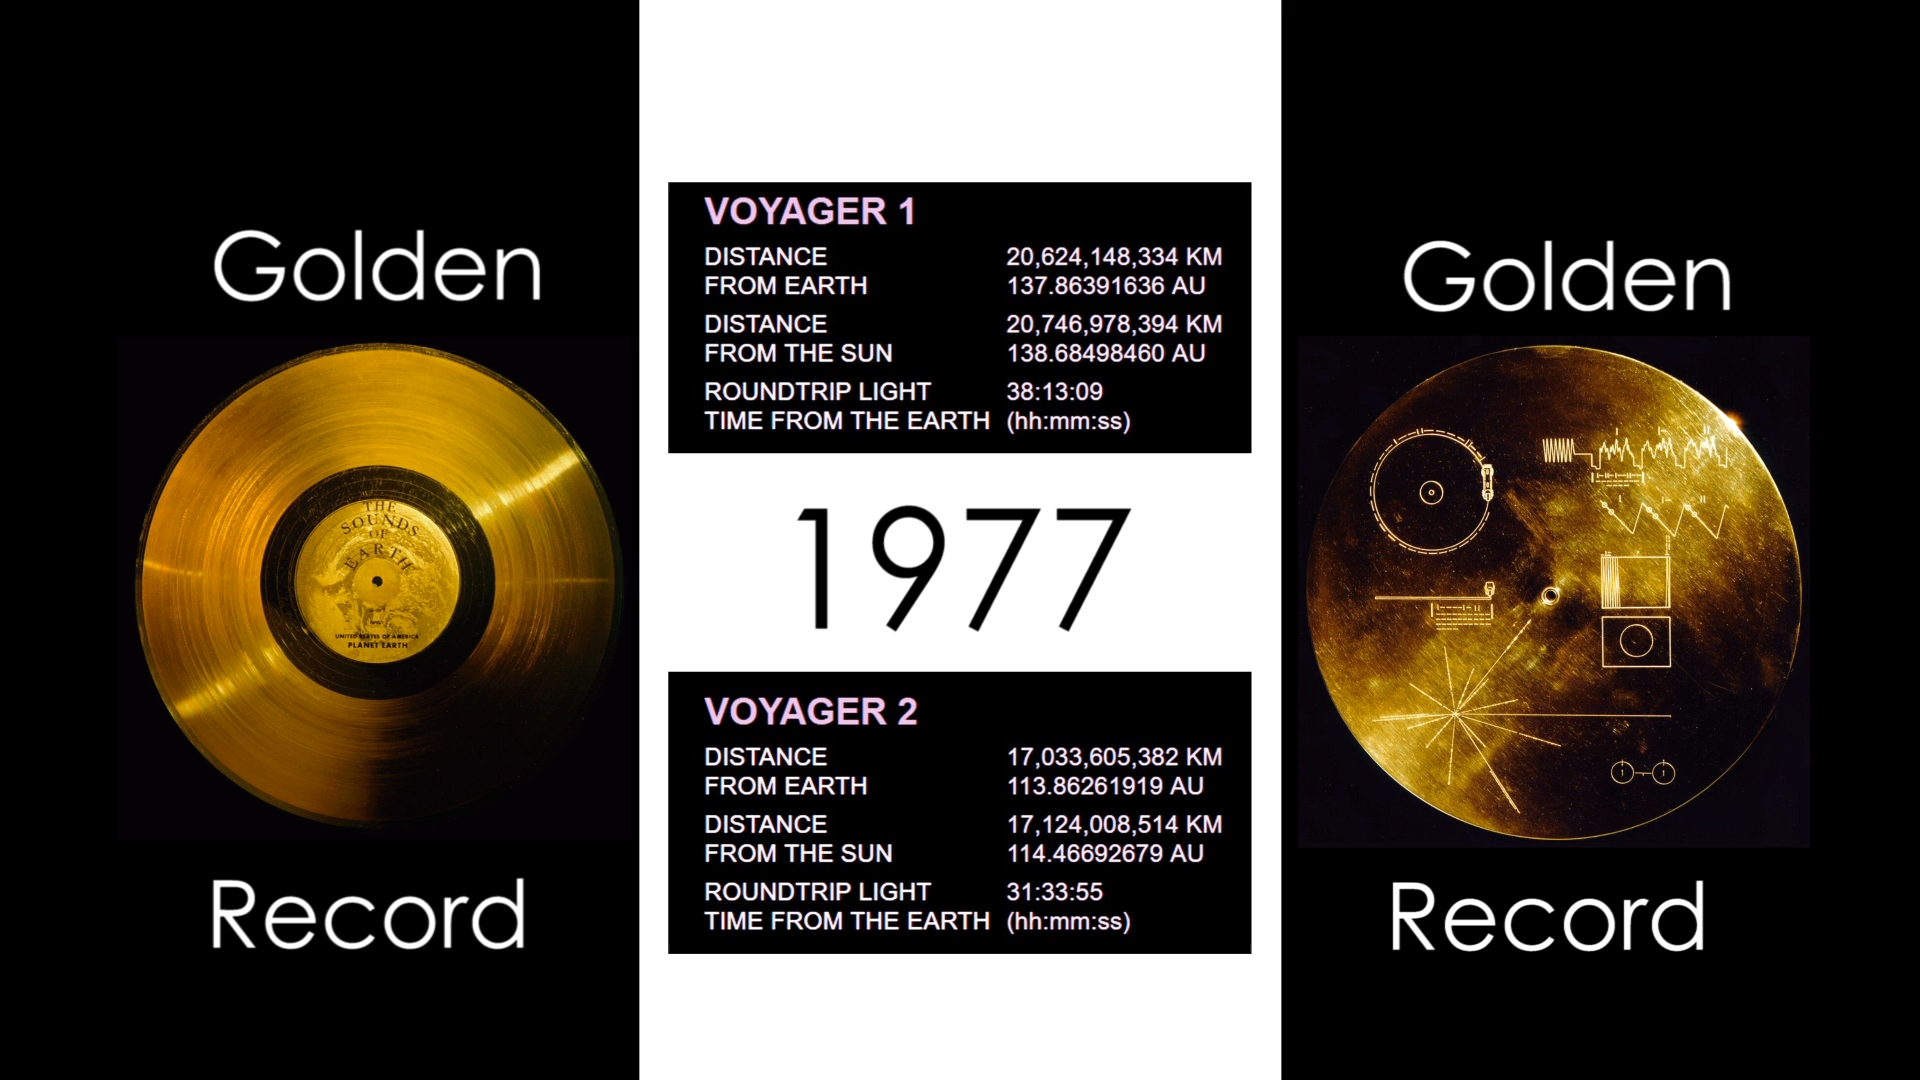 Golden
THE
SOUNDS
OF
EARTH
UNITED STATES OF AMERICA
PLANET EARTH
Record
VOYAGER 1
DISTANCE 20,624,148,334 KM
FROM EARTH 137.86391636 AU
DISTANCE 20,746,978,394 KM
FROM THE SUN 138.68498460 AU
ROUNDTRIP LIGHT 38:13:09
TIME FROM THE EARTH (hh:mm:ss)
1977
VOYAGER 2
DISTANCE 17,033,605,382 KM
FROM EARTH 113.86261919 AU
DISTANCE 17,124,008,514 KM
FROM THE SUN 114.46692679 AU
ROUNDTRIP LIGHT 31:33:55
TIME FROM THE EARTH (hh:mm:ss)
Golden
Record